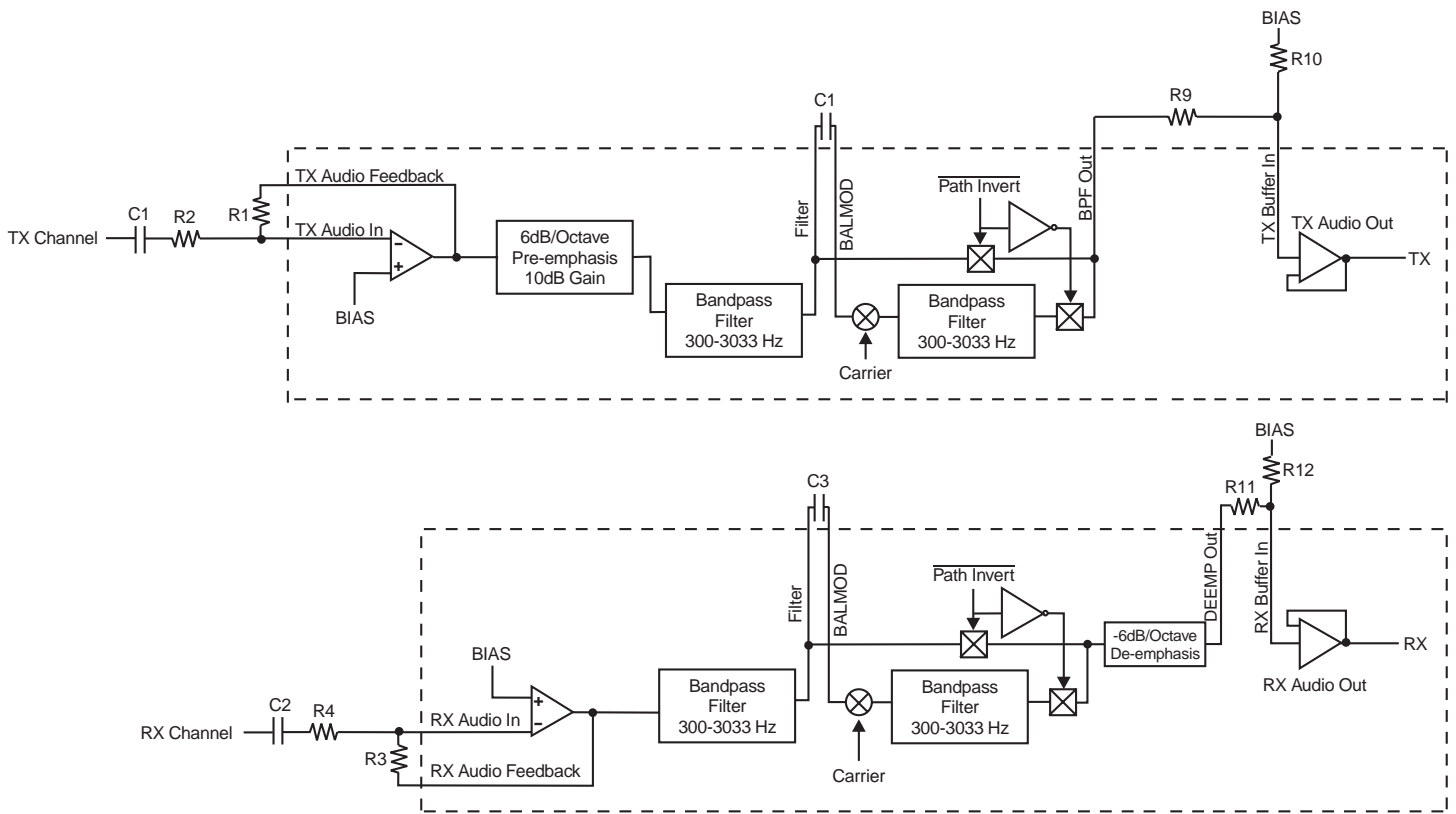 BIAS
R10
C1
R9
TX Audio Feedback
Path Invert
BPF Out
TX Buffer In
C1
R2
R1
Filter
BALMOD
TX Channel
TX Audio In
-
+
6dB/Octave
Pre-emphasis
10dB Gain
TX Audio Out
TX
BIAS
Bandpass
Filter
300-3033 Hz
Bandpass
Filter
300-3033 Hz
Carrier
BIAS
R12
C3
R11
Path Invert
DEEMP Out
RX Buffer In
Filter
BALMOD
BIAS
-6dB/Octave
De-emphasis
RX
C2
R4
RX Channel
RX Audio In
+
-
Bandpass
Filter
300-3033 Hz
Bandpass
Filter
300-3033 Hz
RX Audio Out
R3
RX Audio Feedback
Carrier